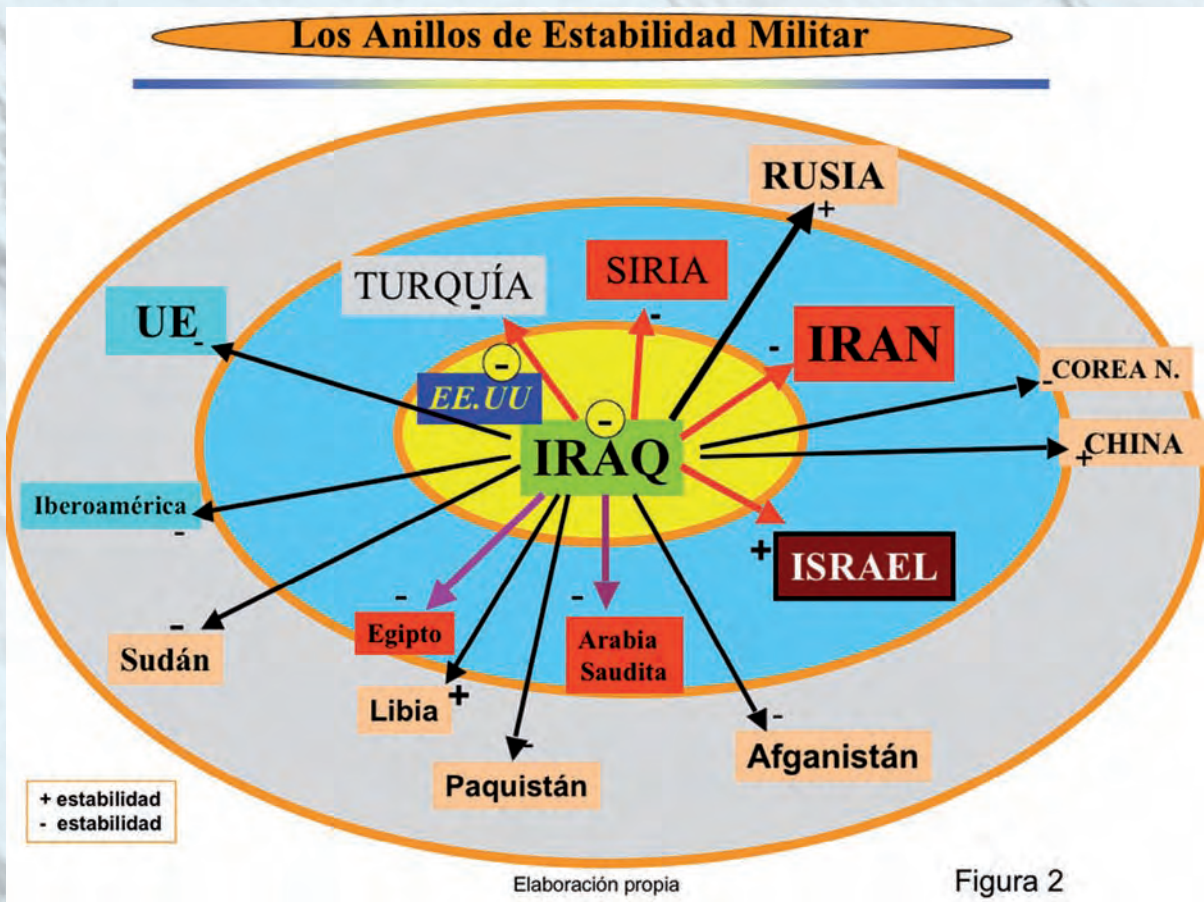 Los Anillos de Estabilidad Militar
RUSIA
+
SIRIA
-
TURQUÍA
-
UE
-
IRAN
-
-
EE.UU
COREA N.
-
-
IRAQ
CHINA
+
Iberoamérica
-
+
ISRAEL
-
Egipto
-
Arabia
Saudita
-
Sudán
Libia +
-
Afganistán
-
Paquistán
+ estabilidad
- estabilidad
Elaboración propia
Figura 2